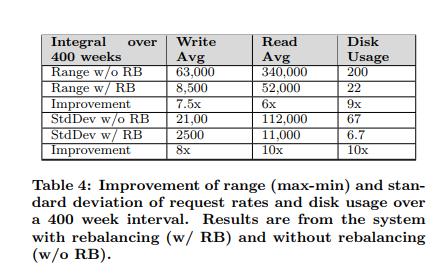 Integral over 400 weeks | Write Avg | Read Avg | Disk Usage
Range w/o RB | 63,000 | 340,000 | 200
Range w/ RB | 8,500 | 52,000 | 22
Improvement | 7.5x | 6x | 9x
StdDev w/o RB | 21,00 | 112,000 | 67
StdDev w/ RB | 2500 | 11,000 | 6.7
Improvement | 8x | 10x | 10x
Table 4: Improvement of range (max-min) and stan-
dard deviation of request rates and disk usage over
a 400 week interval. Results are from the system
with rebalancing (w/ RB) and without rebalancing
(w/o RB).